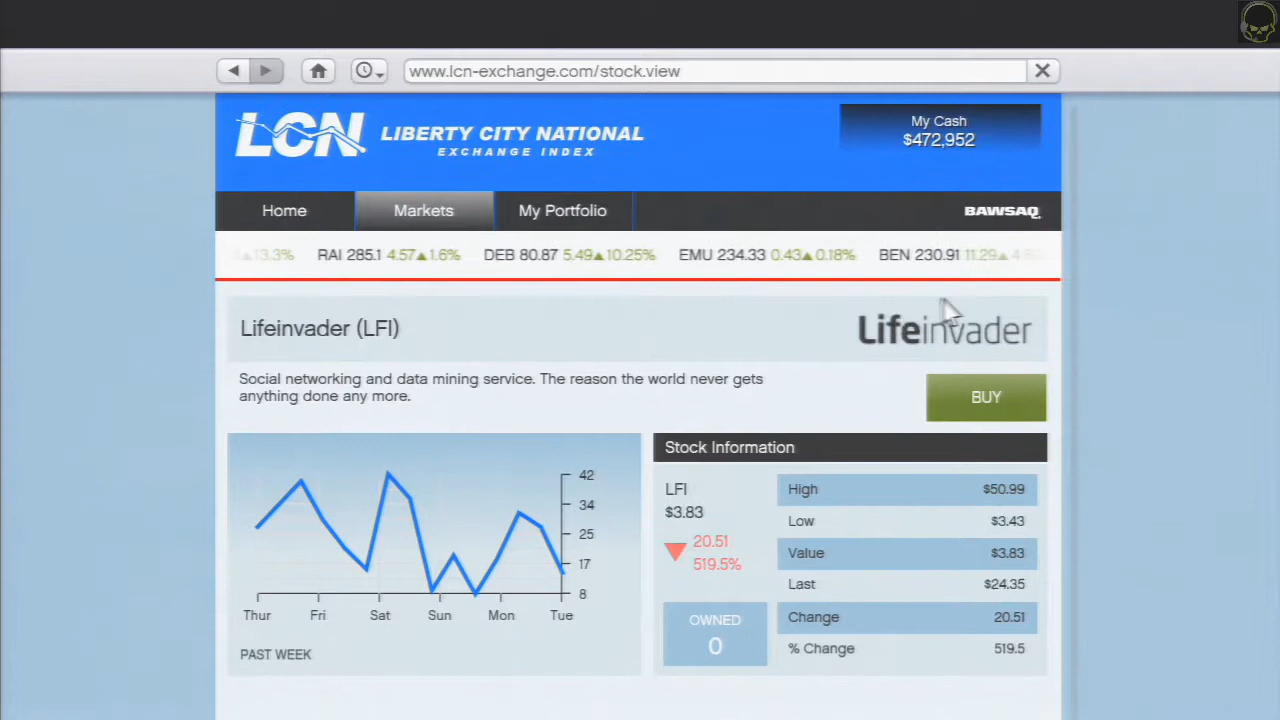 www.lcn-exchange.com/stock.view
LCN LIBERTY CITY NATIONAL
EXCHANGE INDEX
My Cash
$472,952
Home Markets My Portfolio BAWSAQ
13.3% RAI 285.1 4.57▲1.6% DEB 80.87 5.49▲10.25% EMU 234.33 0.43▲0.18% BEN 230.91 11.29▲
Lifeinvader (LFI) Lifeinvader
Social networking and data mining service. The reason the world never gets
anything done any more.
BUY
42
34
25
17
8
Thur Fri Sat Sun Mon Tue
PAST WEEK
Stock Information
LFI
$3.83
20.51
519.5%
OWNED
0
High $50.99
Low $3.43
Value $3.83
Last $24.35
Change 20.51
% Change 519.5